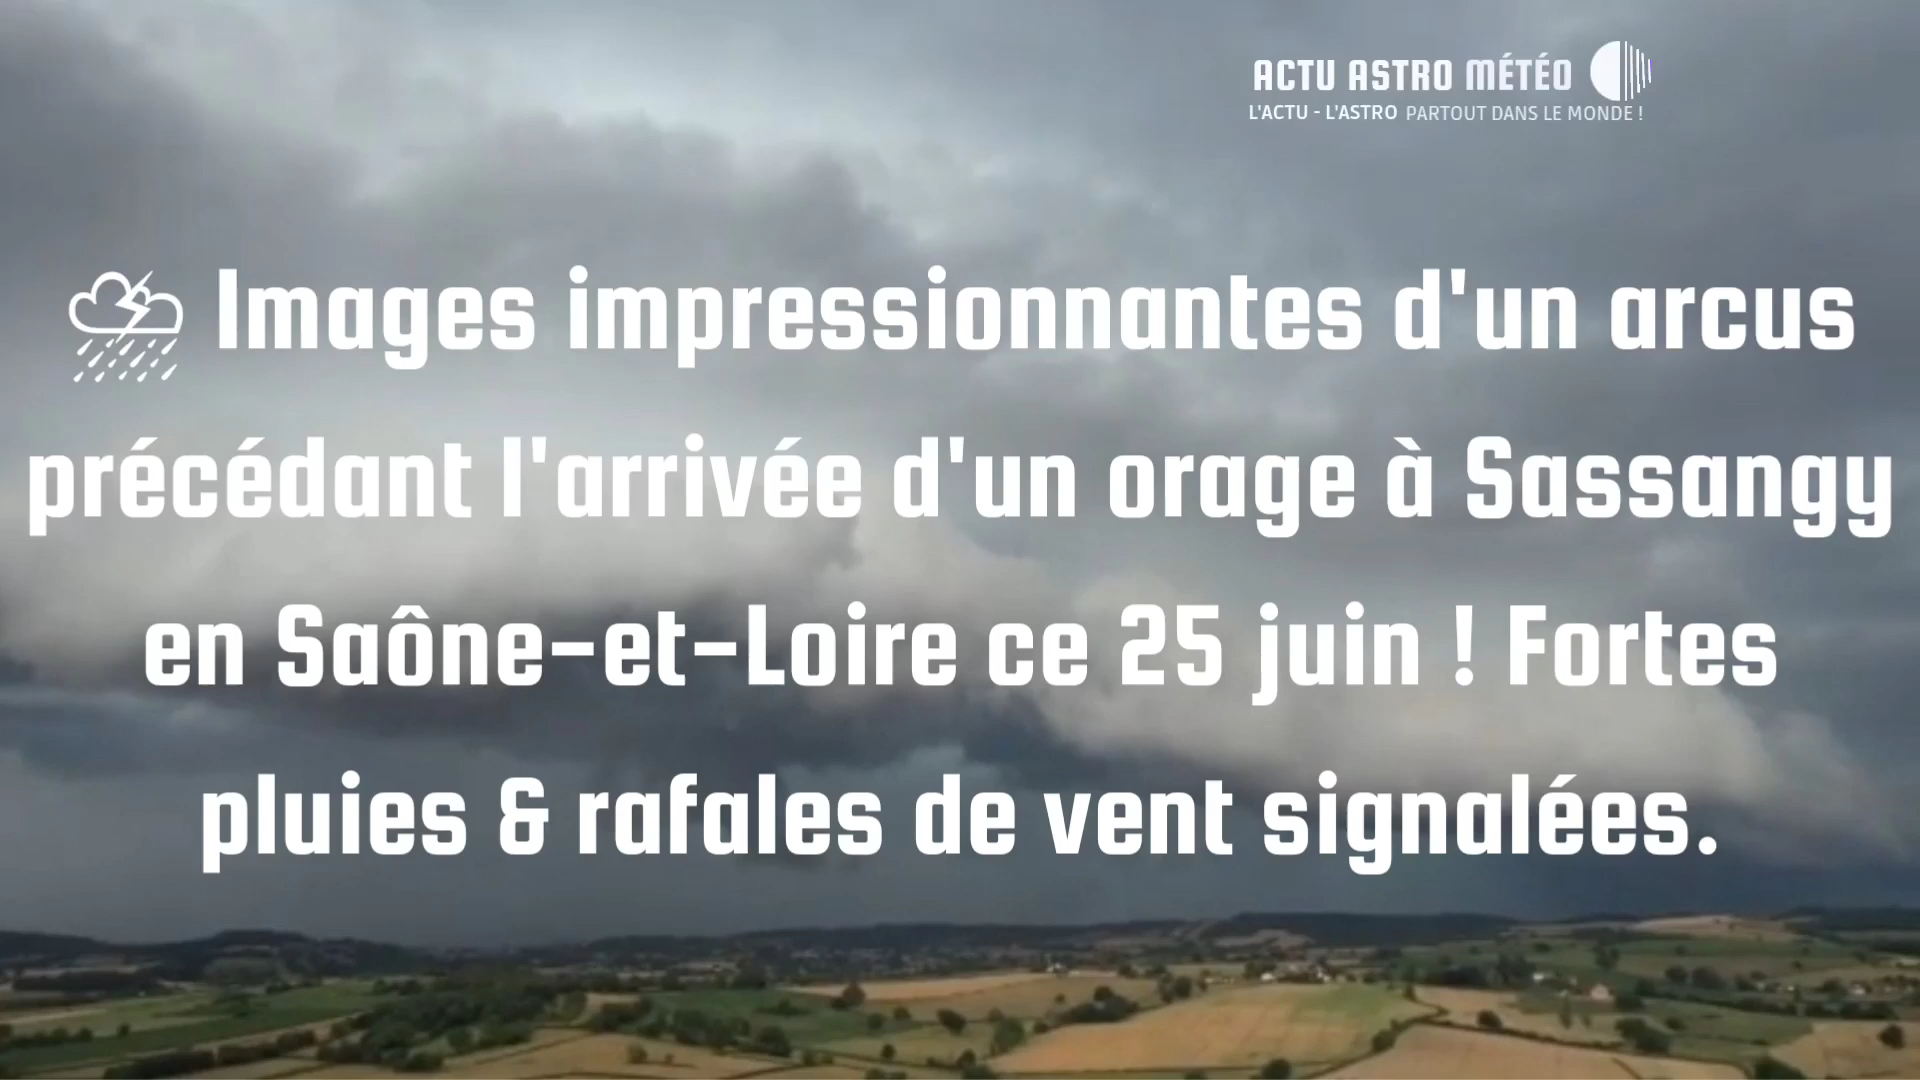 ACTU ASTRO MÉTÉO
L'ACTU - L'ASTRO PARTOUT DANS LE MONDE !
⛈ Images impressionnantes d'un arcus
précédant l'arrivée d'un orage à Sassangy
en Saône-et-Loire ce 25 juin ! Fortes
pluies & rafales de vent signalées.